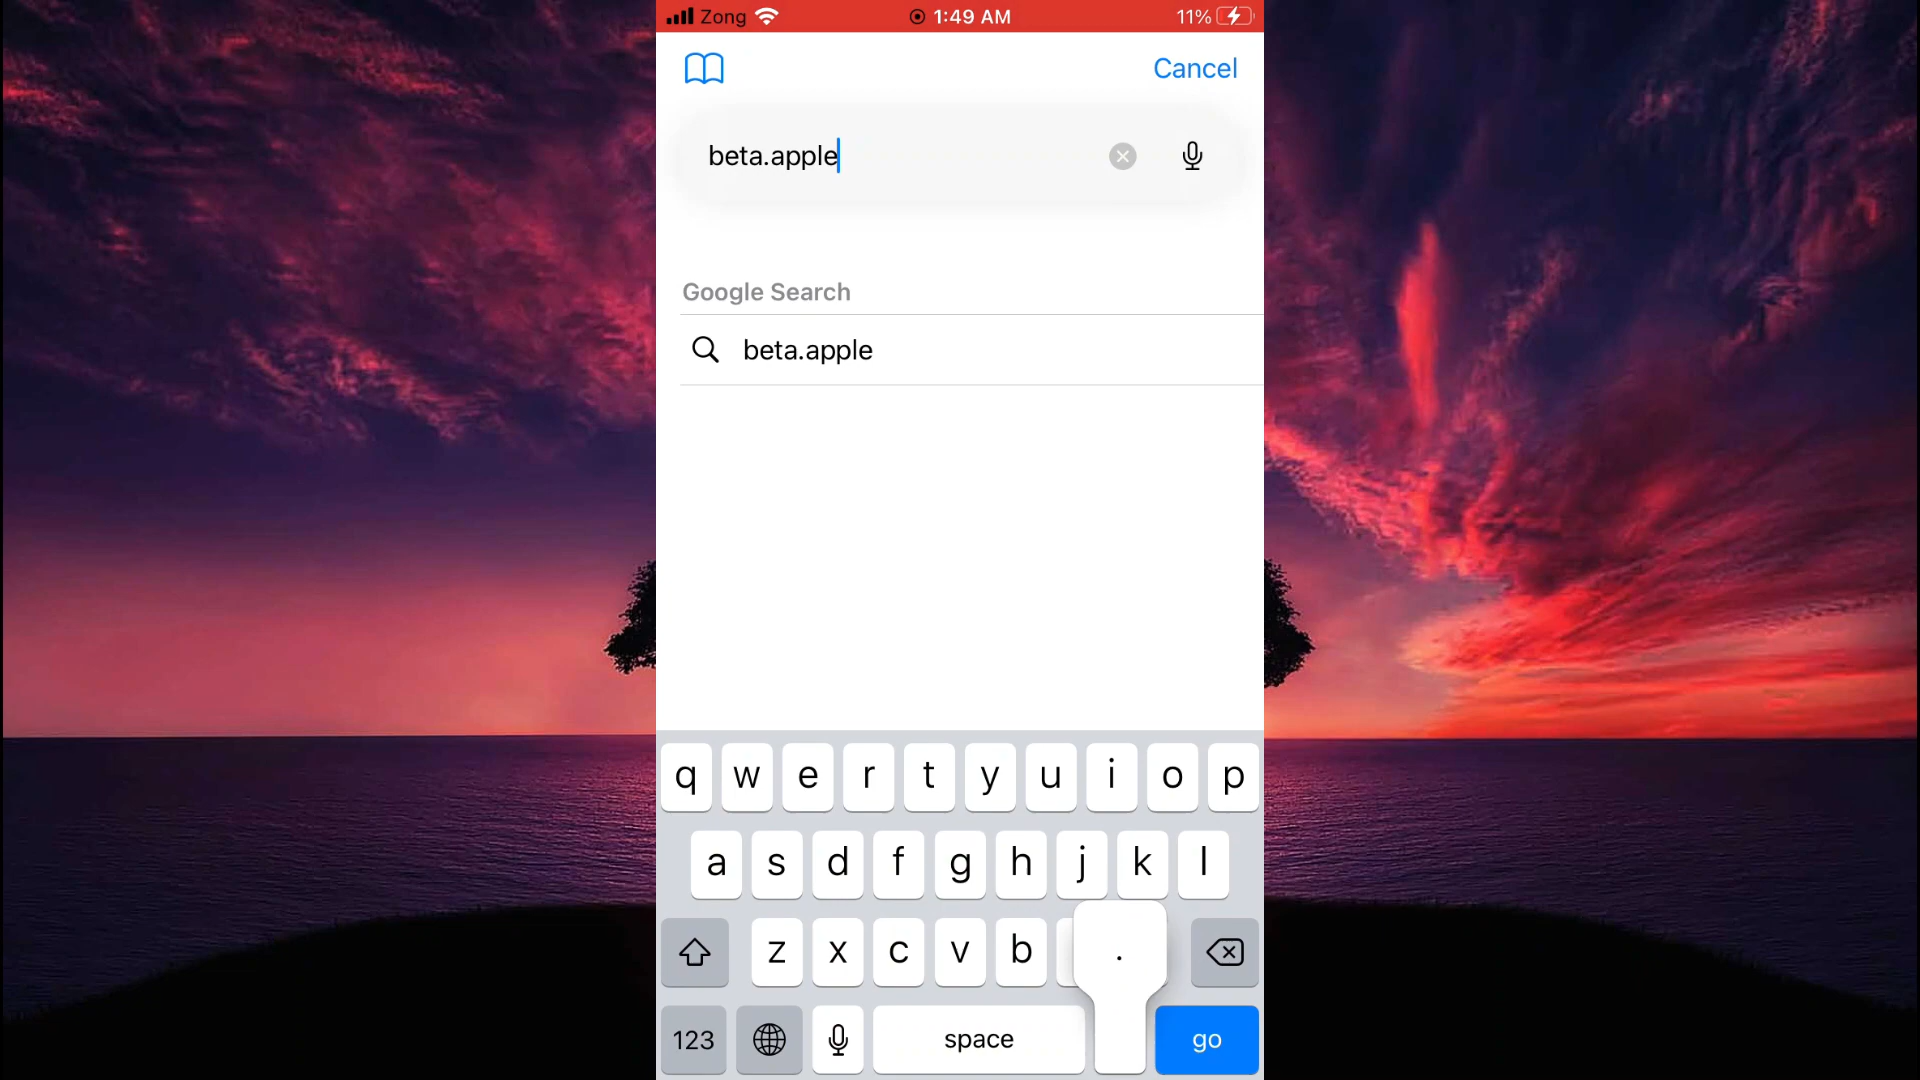 Zong 1:49 AM 11%
Cancel
beta.apple
Google Search
beta.apple
q w e r t y u i o p
a s d f g h j k l
z x c v b .
123 space go